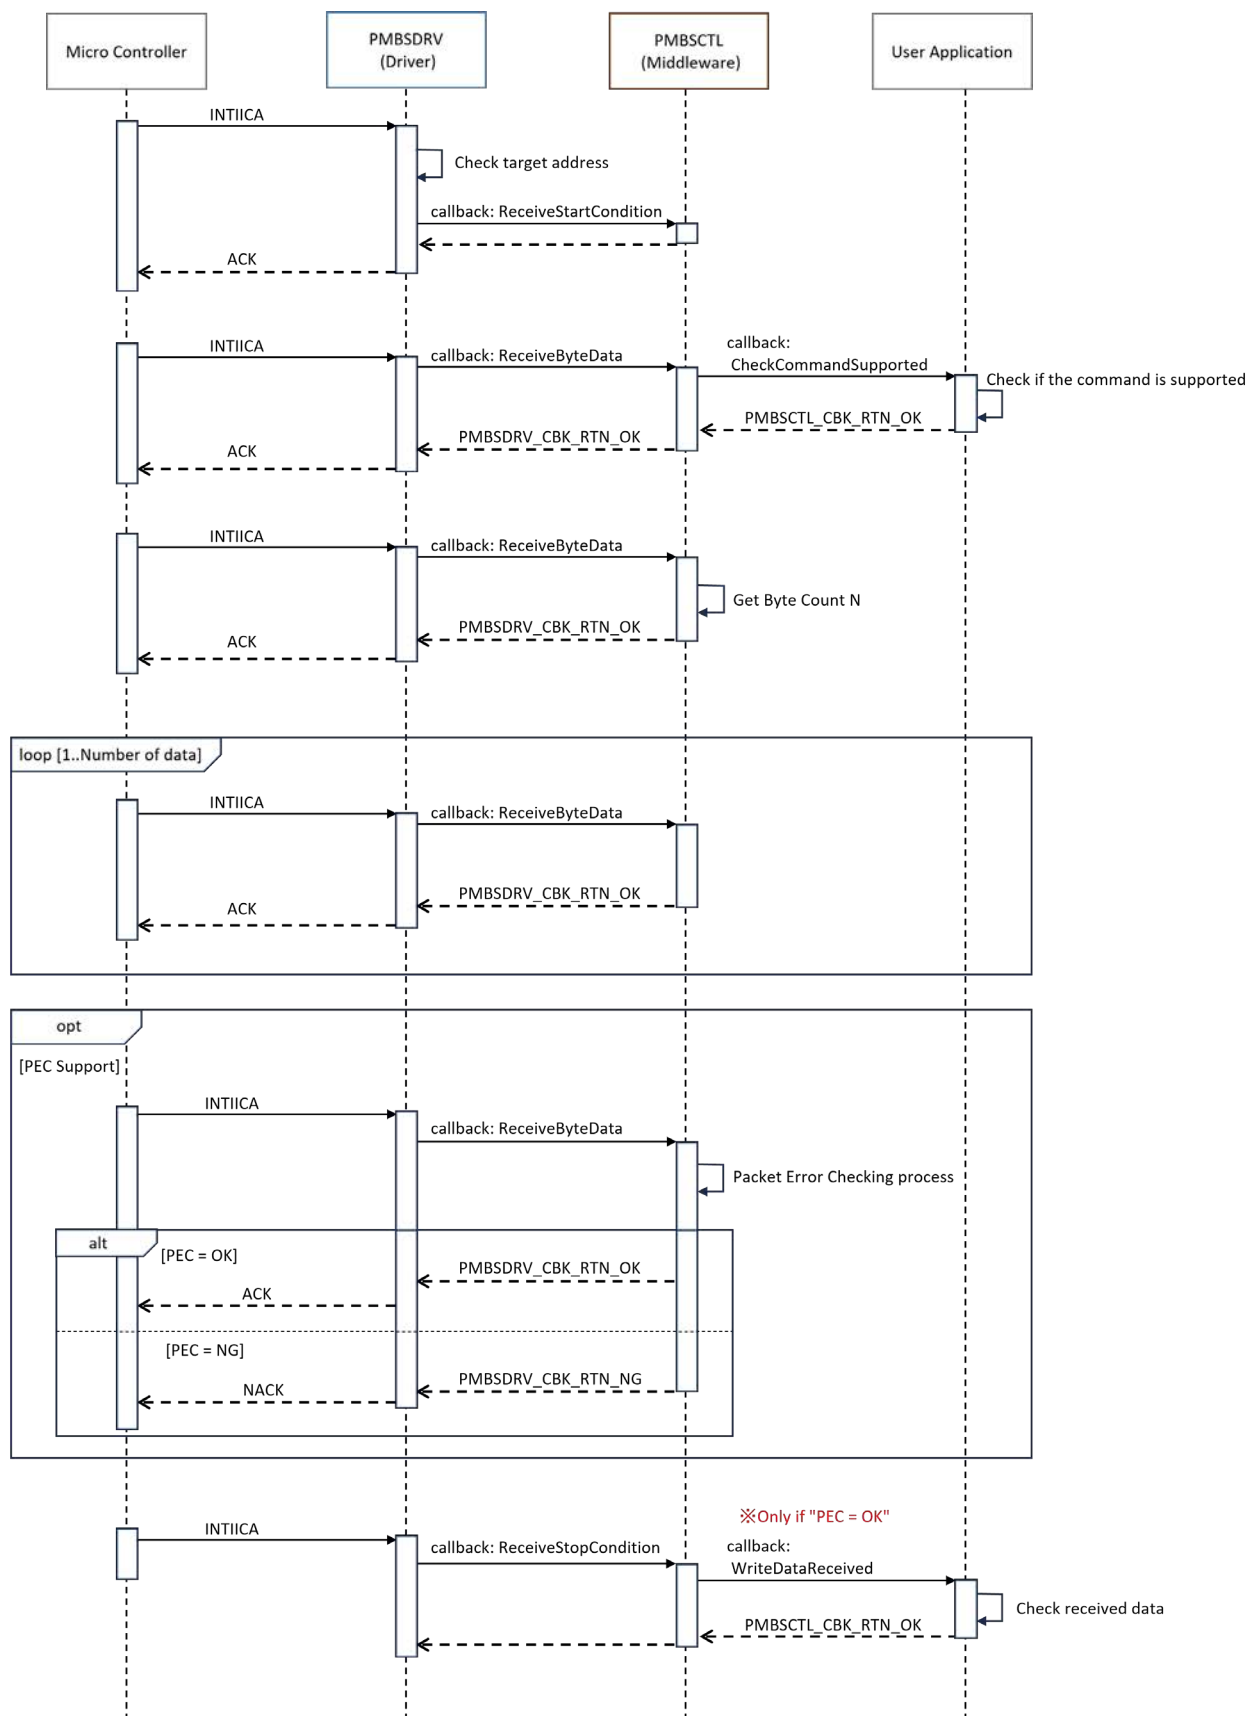 Micro Controller
PMBSDRV
(Driver)
PMBSCTL
(Middleware)
User Application
INTIICA
Check target address
callback: ReceiveStartCondition
ACK
INTIICA
callback: ReceiveByteData
callback:
CheckCommandSupported
Check if the command is supported
PMBSCTL_CBK_RTN_OK
PMBSDRV_CBK_RTN_OK
ACK
INTIICA
callback: ReceiveByteData
Get Byte Count N
PMBSDRV_CBK_RTN_OK
ACK
loop [1..Number of data]
INTIICA
callback: ReceiveByteData
PMBSDRV_CBK_RTN_OK
ACK
opt
[PEC Support]
INTIICA
callback: ReceiveByteData
Packet Error Checking process
alt
[PEC = OK]
PMBSDRV_CBK_RTN_OK
ACK
[PEC = NG]
PMBSDRV_CBK_RTN_NG
NACK
※Only if "PEC = OK"
INTIICA
callback: ReceiveStopCondition
callback:
WriteDataReceived
Check received data
PMBSCTL_CBK_RTN_OK